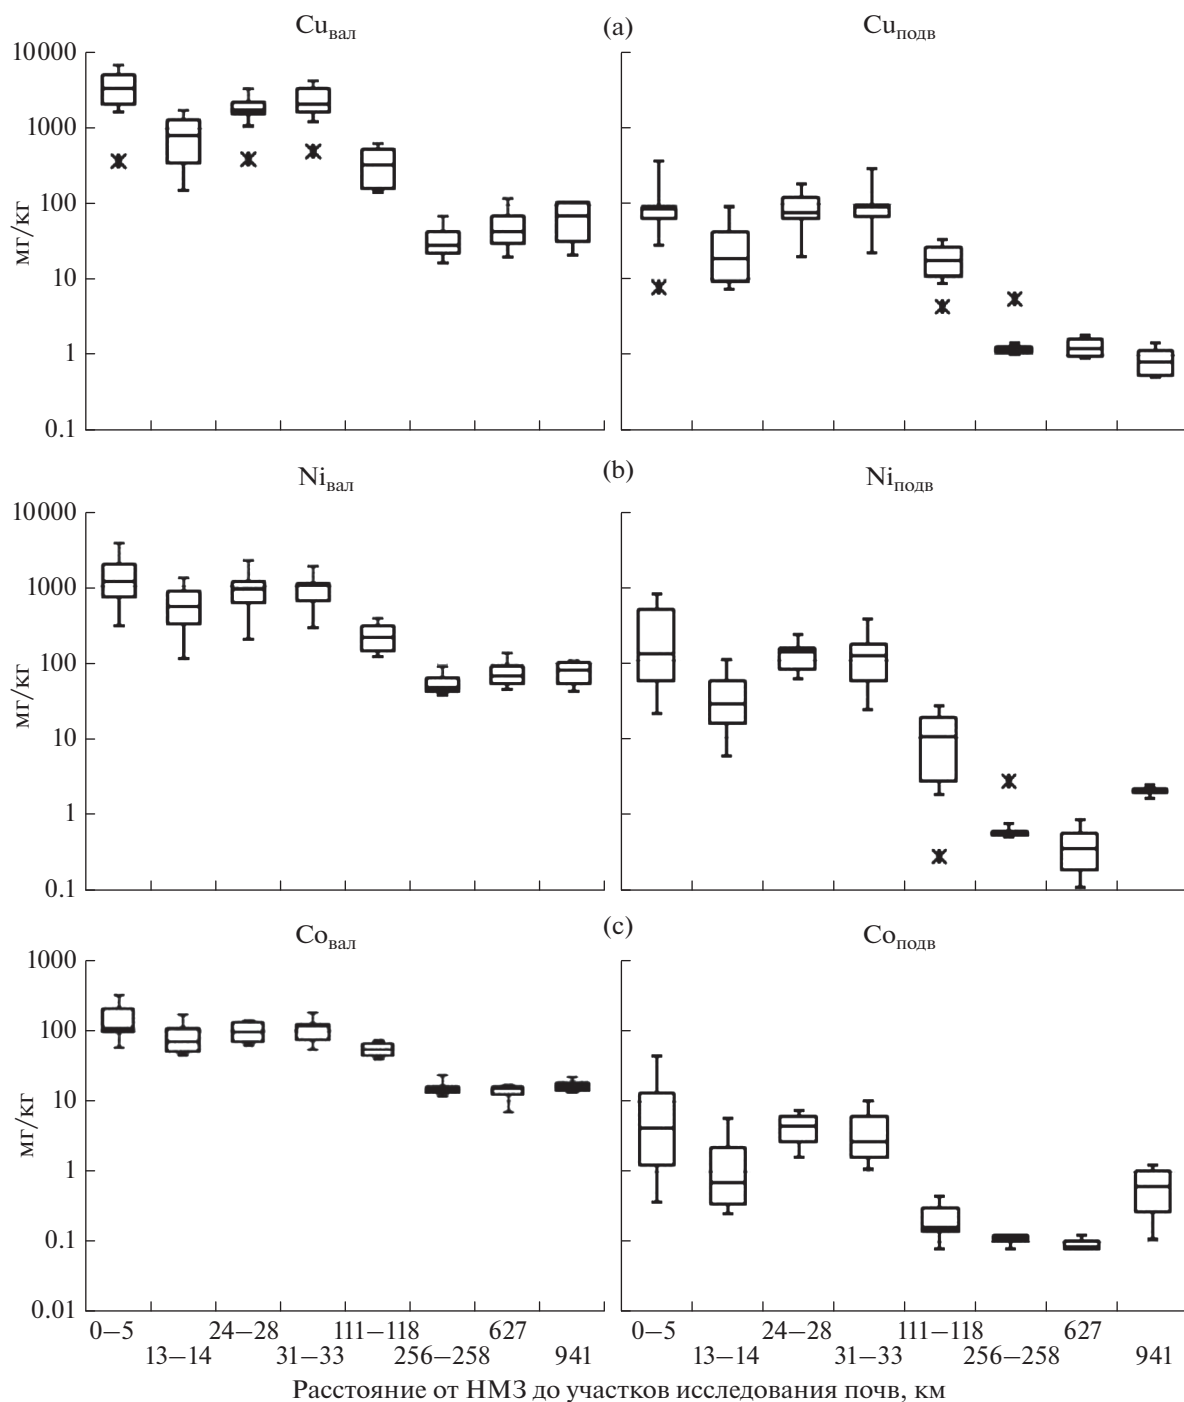 Cuвал (a) Cuподв
10000
1000
100
10
1
0.1
мг/кг
Niвал (b) Niподв
10000
1000
100
10
1
0.1
мг/кг
Coвал (c) Coподв
1000
100
10
1
0.1
0.01
мг/кг
0–5 24–28 111–118 627 0–5 24–28 111–118 627
13–14 31–33 256–258 941 13–14 31–33 256–258 941
Расстояние от НМЗ до участков исследования почв, км